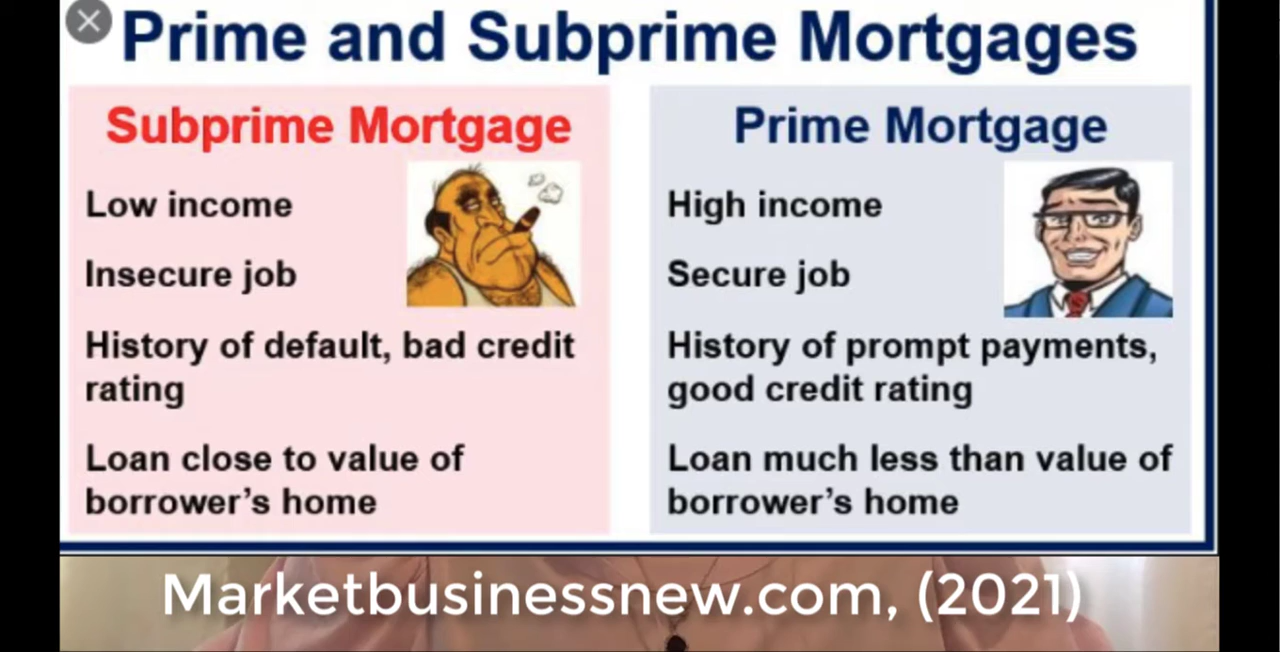 Prime and Subprime Mortgages
Subprime Mortgage
Low income
Insecure job
History of default, bad credit
rating
Loan close to value of
borrower's home
Prime Mortgage
High income
Secure job
History of prompt payments,
good credit rating
Loan much less than value of
borrower's home
Marketbusinessnew.com, (2021)